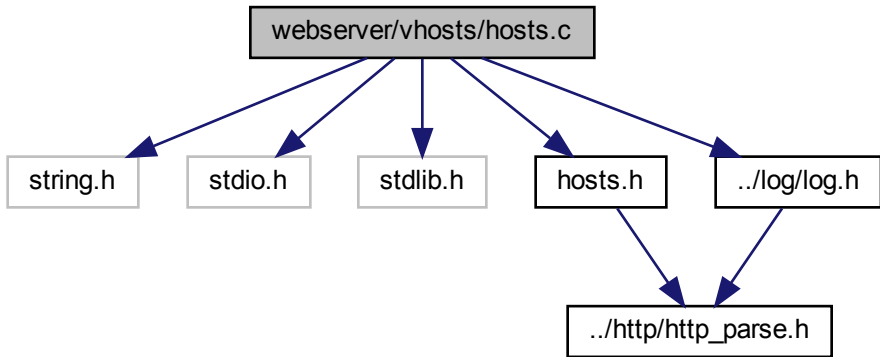 webserver/vhosts/hosts.c
string.h
stdio.h
stdlib.h
hosts.h
../log/log.h
../http/http_parse.h